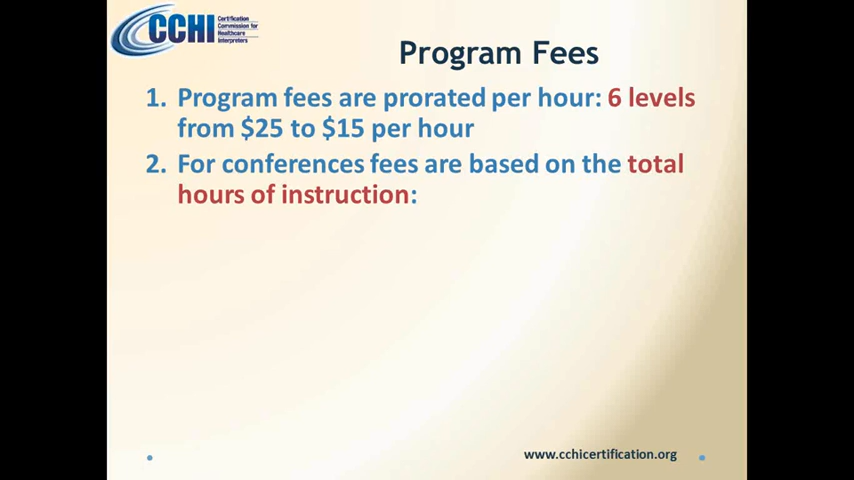 CCHI
Certification
Commission for
Healthcare
Interpreters
Program Fees
1. Program fees are prorated per hour: 6 levels
from $25 to $15 per hour
2. For conferences fees are based on the total
hours of instruction:
www.cchicertification.org